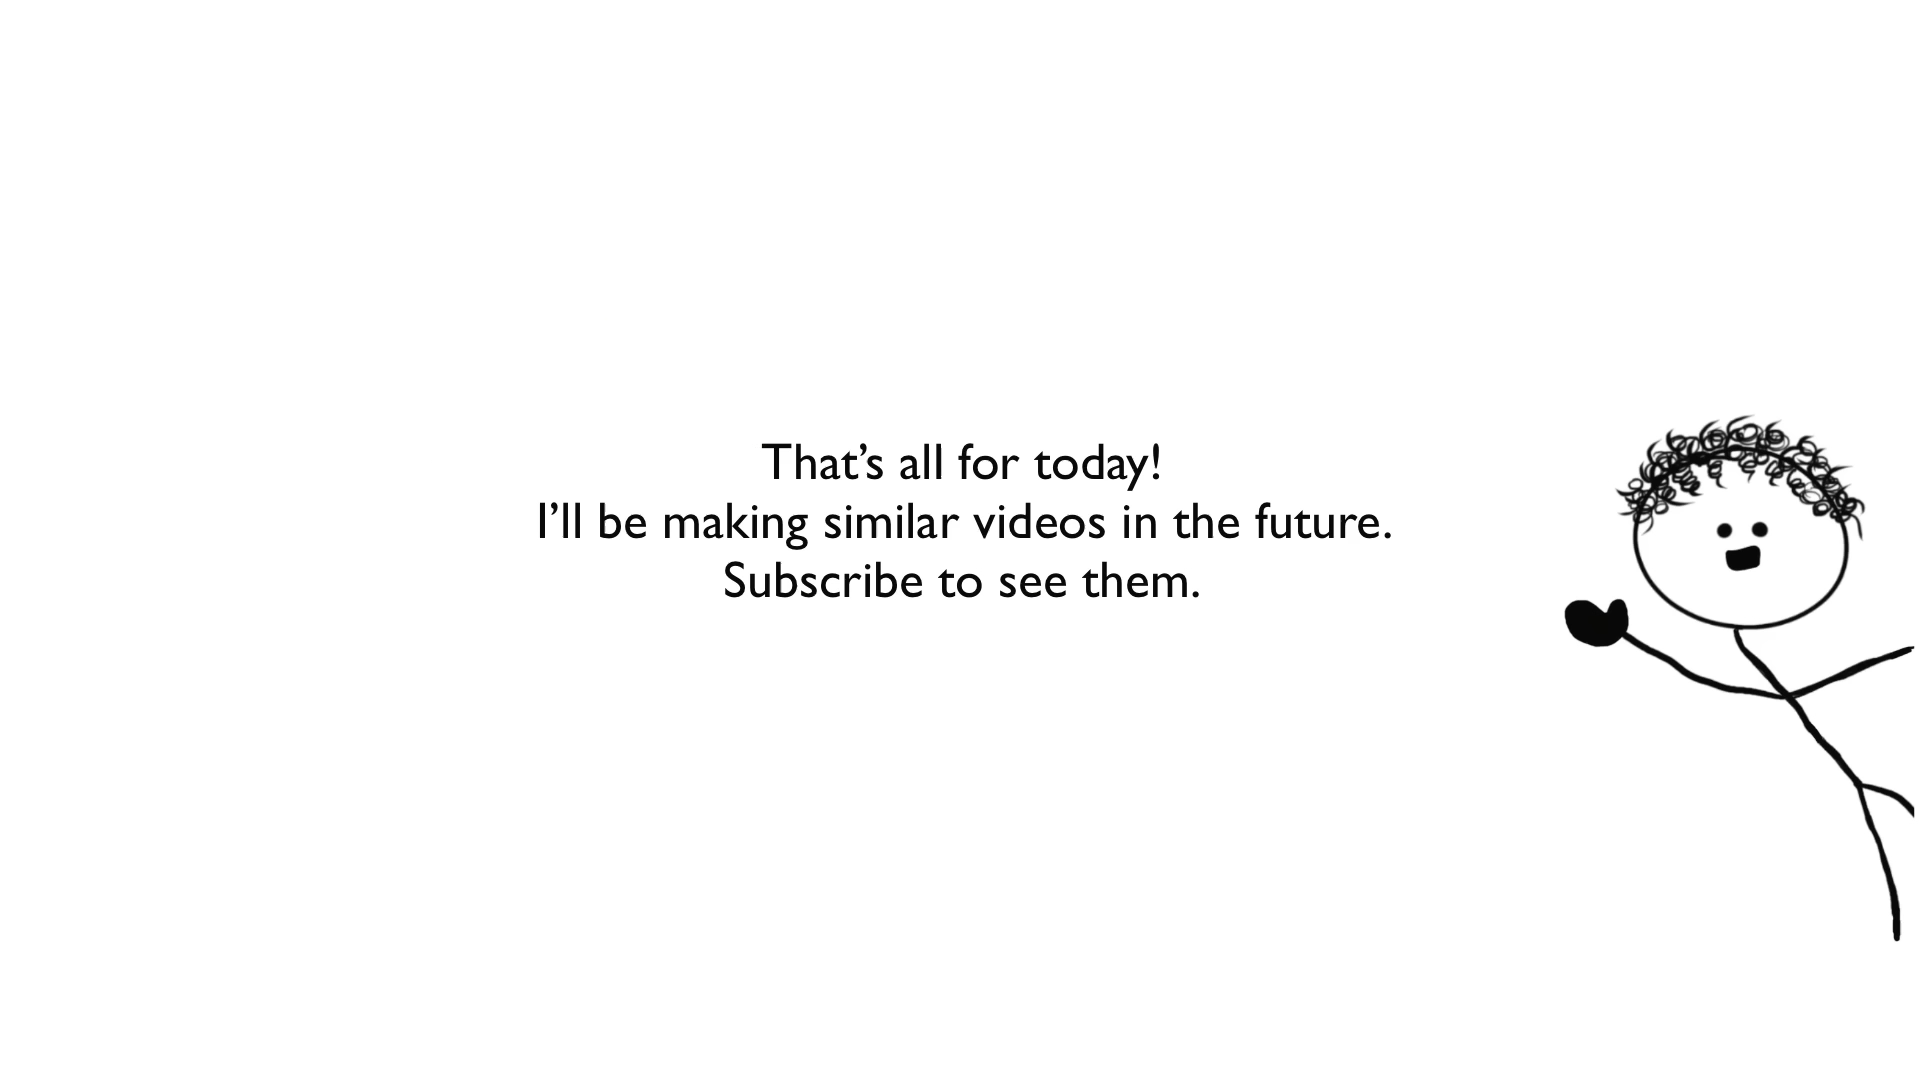 That’s all for today!
I’ll be making similar videos in the future.
Subscribe to see them.